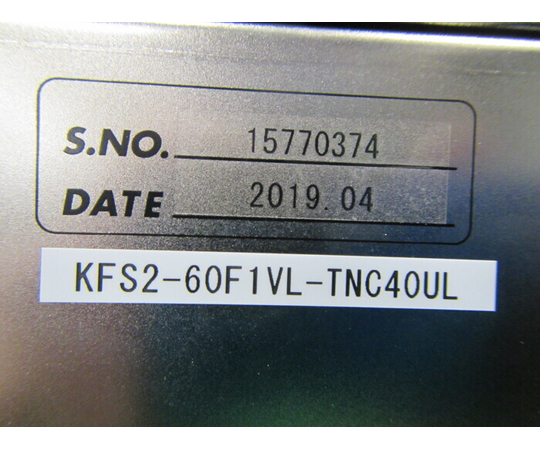 S.NO. 15770374
DATE 2019.04
KFS2-60F1VL-TNC40UL